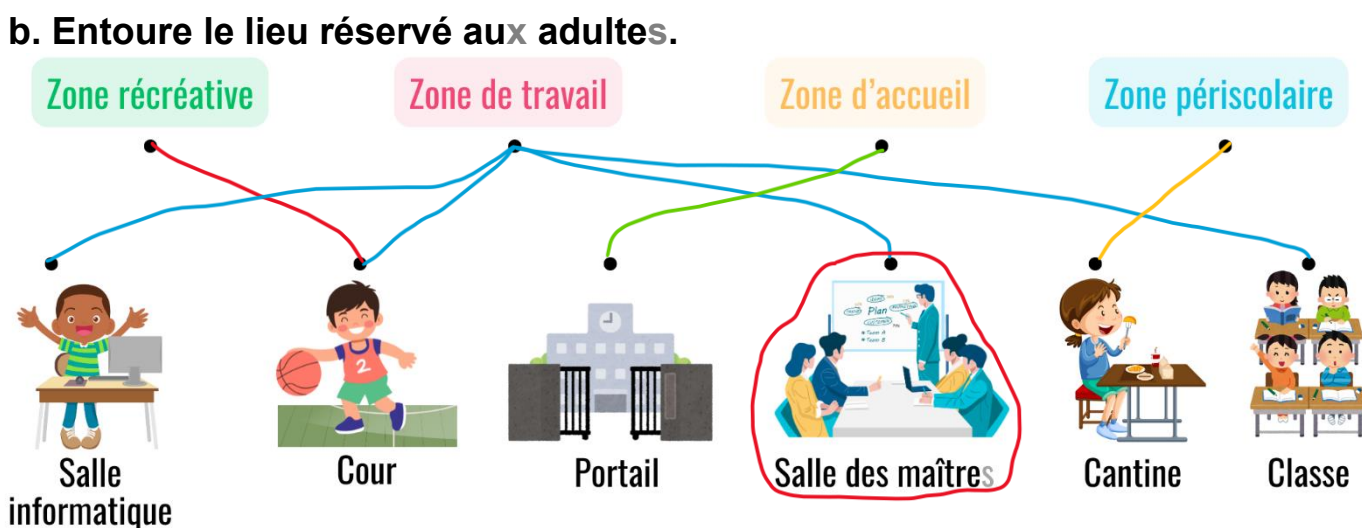 b. Entoure le lieu réservé aux adultes.
Zone récréative Zone de travail Zone d'accueil Zone périscolaire
Plan
Salle informatique
Cour
Portail
Salle des maîtres
Cantine
Classe